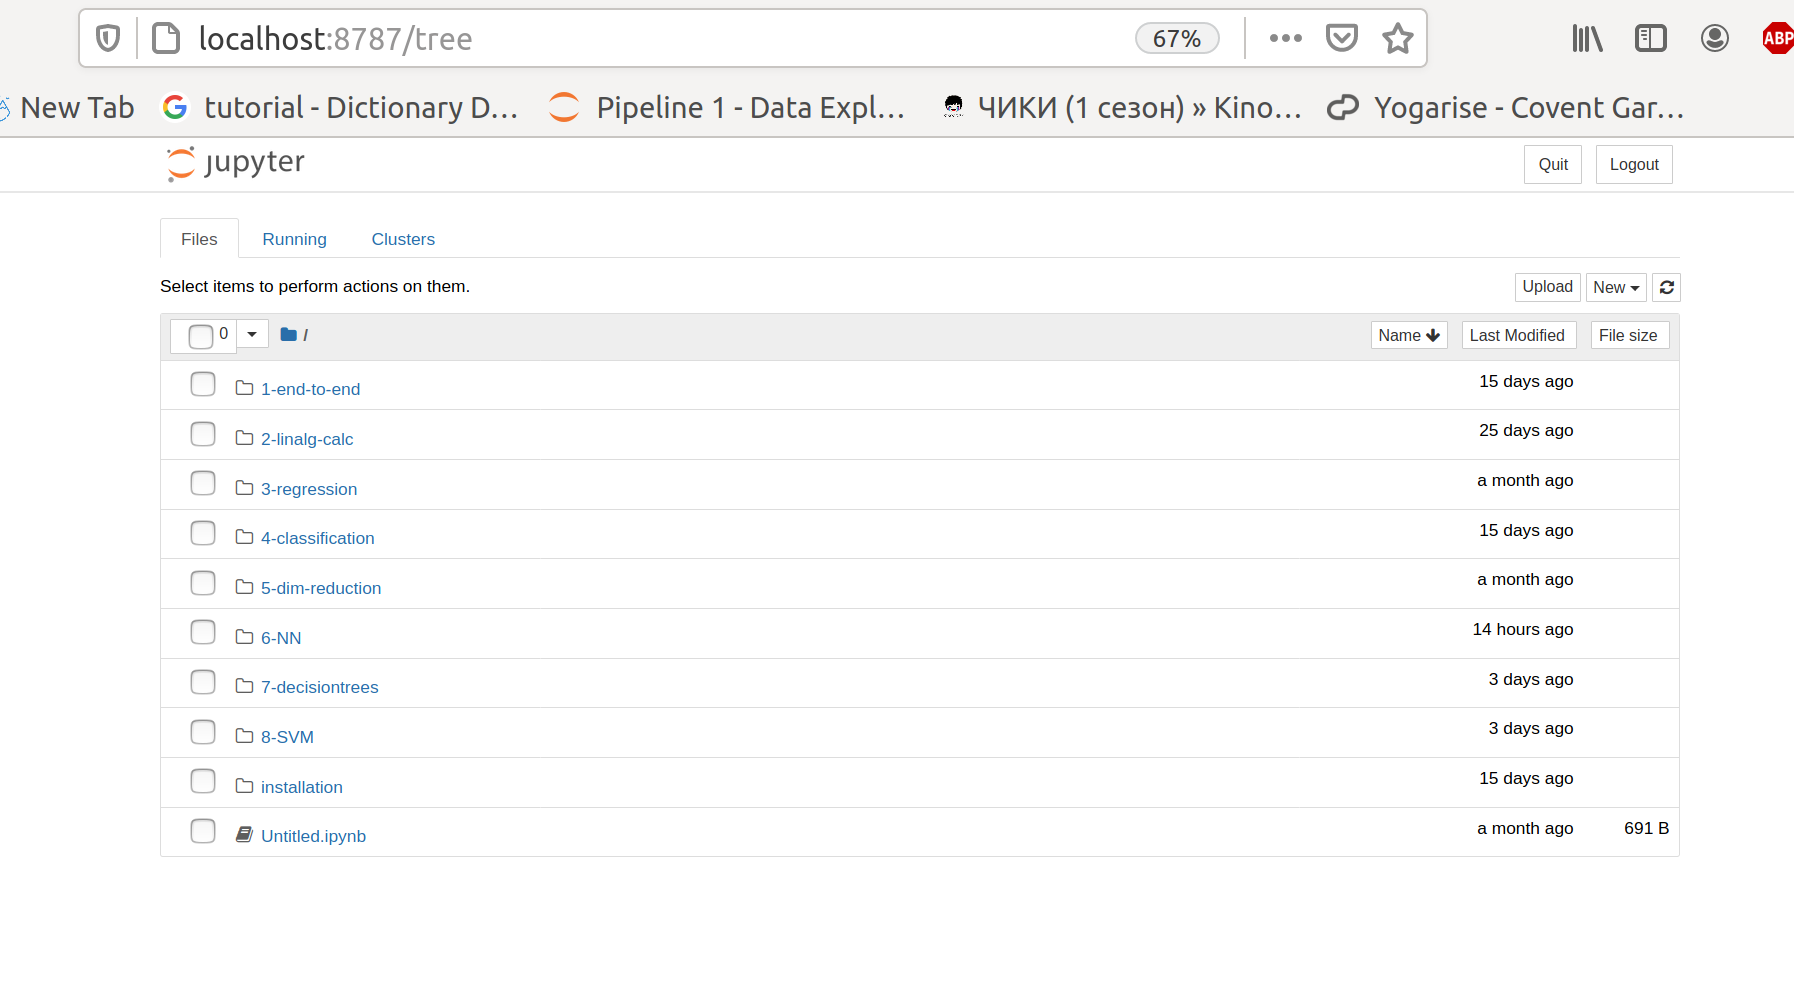 localhost:8787/tree 67% ABP
New Tab tutorial - Dictionary D... Pipeline 1 - Data Expl... ЧИКИ (1 сезон) » Kino... Yogarise - Covent Gar...
jupyter Quit Logout
Files Running Clusters
Select items to perform actions on them. Upload New
0 / Name Last Modified File size
1-end-to-end 15 days ago
2-linalg-calc 25 days ago
3-regression a month ago
4-classification 15 days ago
5-dim-reduction a month ago
6-NN 14 hours ago
7-decisiontrees 3 days ago
8-SVM 3 days ago
installation 15 days ago
Untitled.ipynb a month ago 691 B